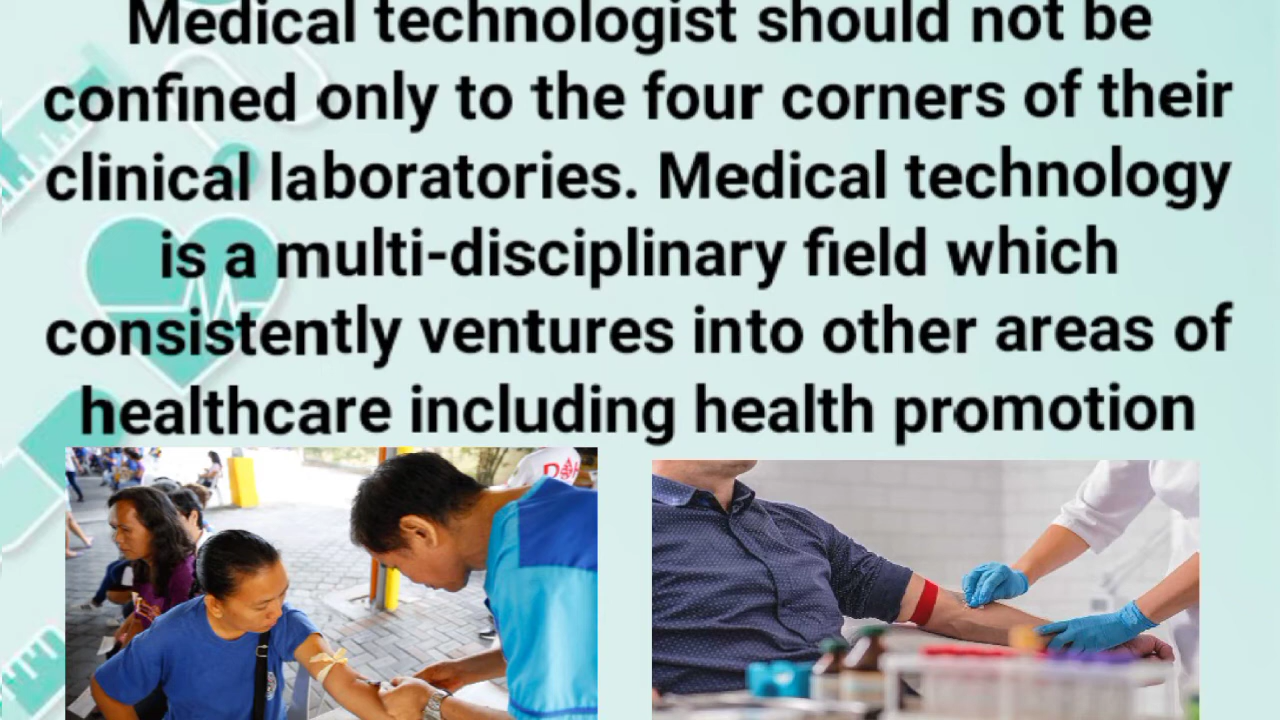 Medical technologist should not be
confined only to the four corners of their
clinical laboratories. Medical technology
is a multi-disciplinary field which
consistently ventures into other areas of
healthcare including health promotion